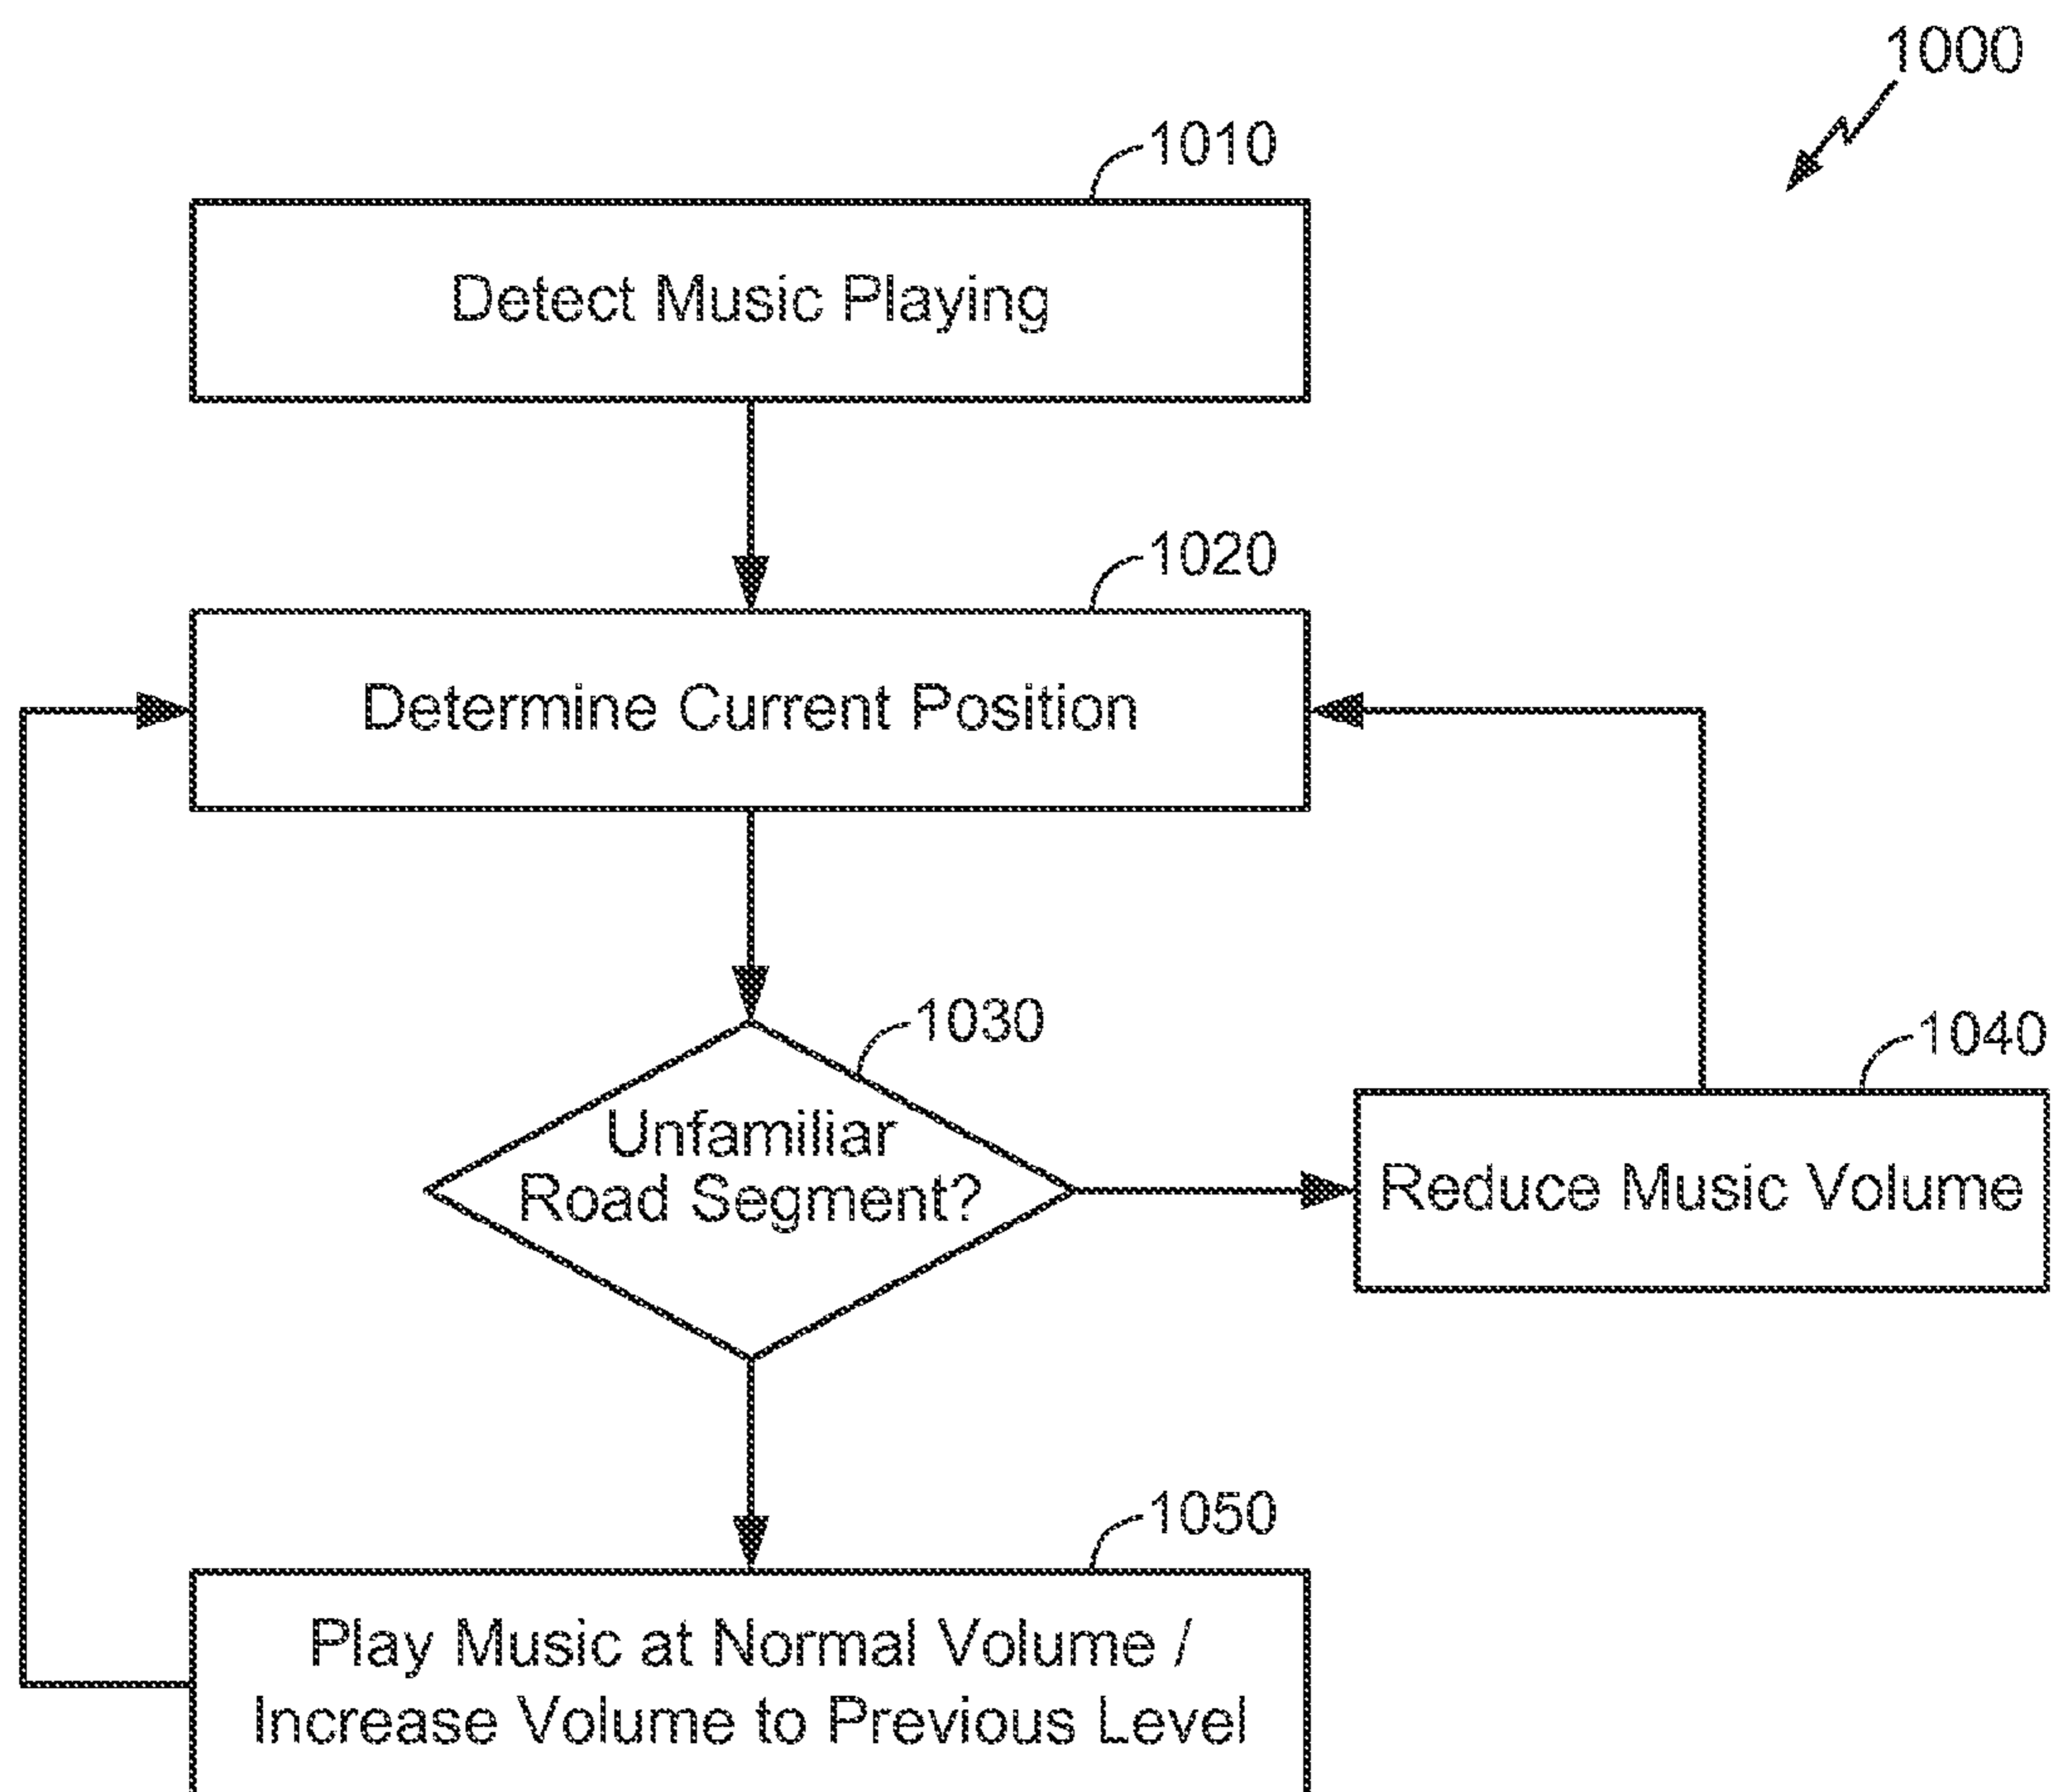 1000
1010
Detect Music Playing
1020
Determine Current Position
1030
Unfamiliar
Road Segment?
1040
Reduce Music Volume
1050
Play Music at Normal Volume /
Increase Volume to Previous Level